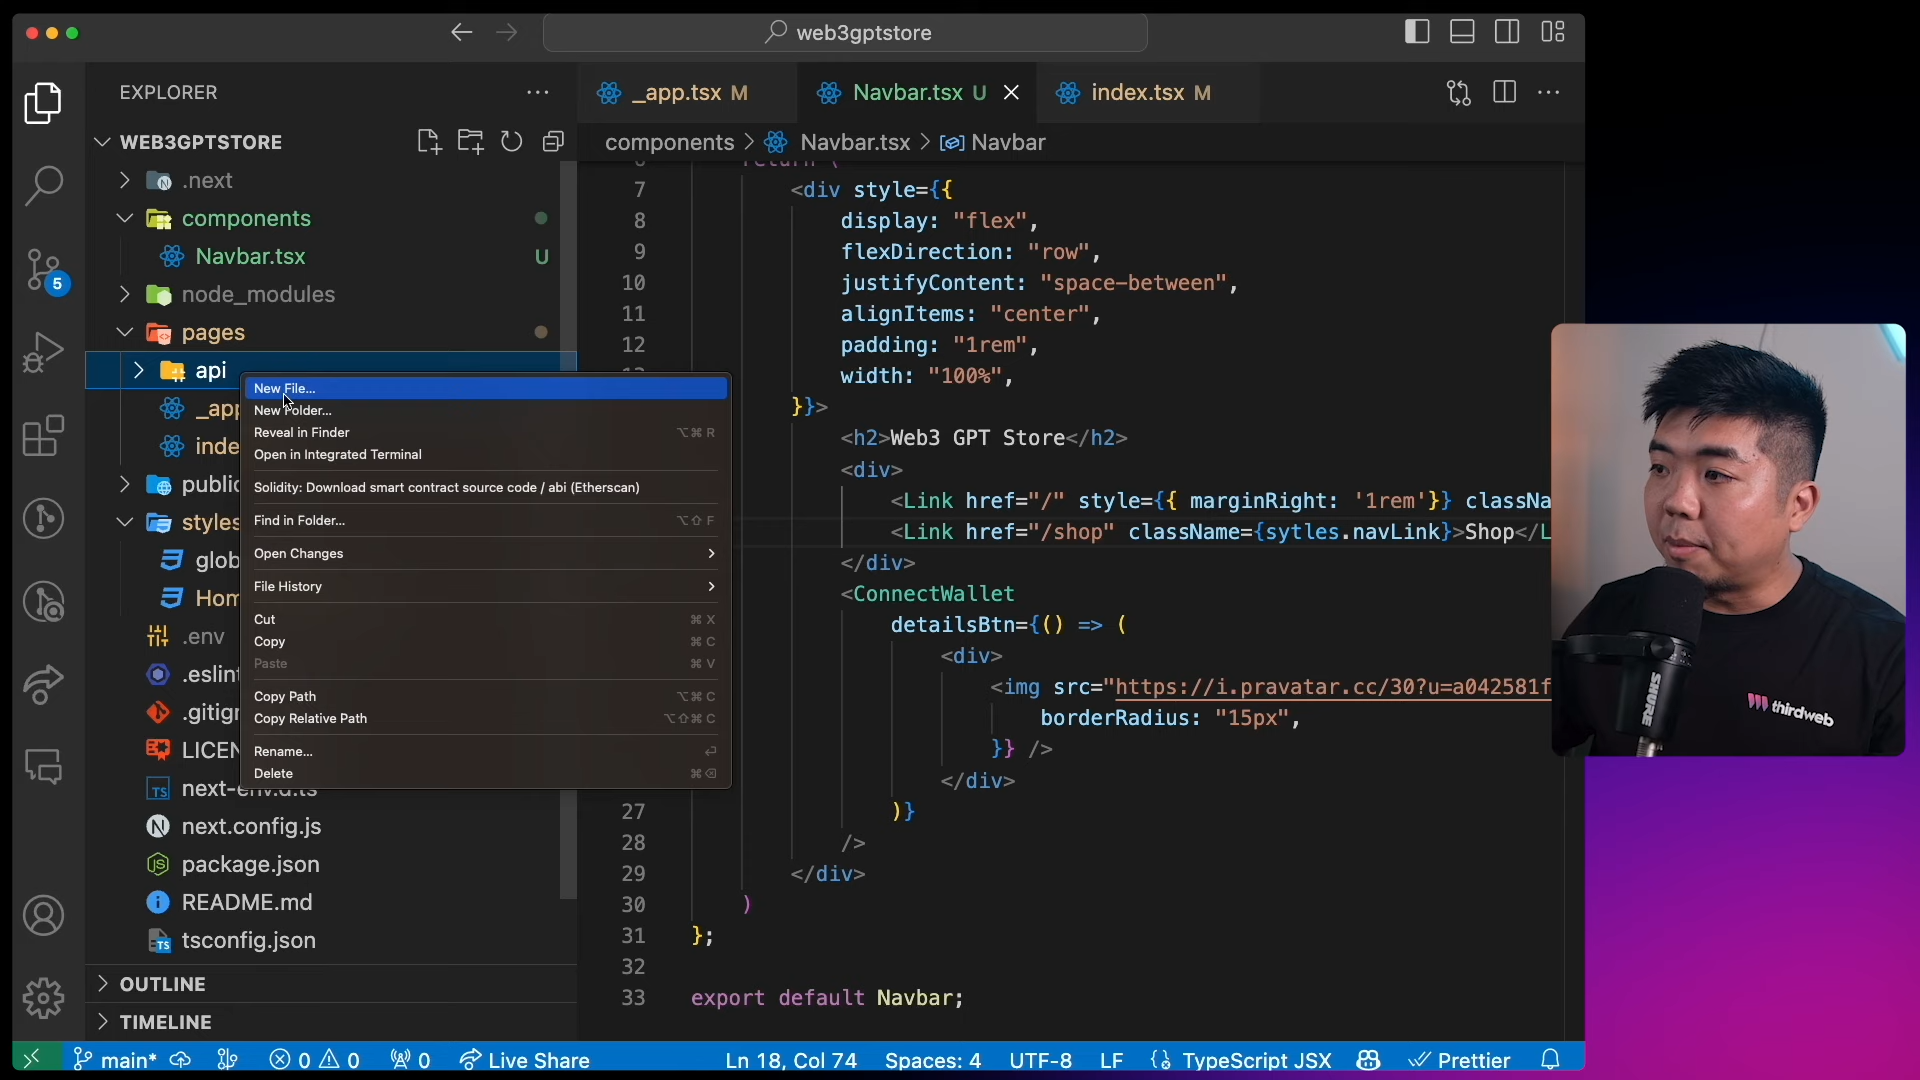 web3gptstore
EXPLORER
WEB3GPTSTORE
.next
components
Navbar.tsx U
node_modules
pages
api
_app
inde
public
styles
glob
Hom
.env
.eslint
.gitign
LICEN
next-env.d.ts
next.config.js
package.json
README.md
tsconfig.json
OUTLINE
TIMELINE
5
New File...
New Folder...
Reveal in Finder ⌥⌘ R
Open in Integrated Terminal
Solidity: Download smart contract source code / abi (Etherscan)
Find in Folder... ⌥⇧ F
Open Changes
File History
Cut ⌘ X
Copy ⌘ C
Paste ⌘ V
Copy Path ⌥⌘ C
Copy Relative Path ⌥⇧⌘ C
Rename... ⏎
Delete ⌘⌫
_app.tsx M Navbar.tsx U index.tsx M
components > Navbar.tsx > Navbar
6 return (
7 <div style={{
8 display: "flex",
9 flexDirection: "row",
10 justifyContent: "space-between",
11 alignItems: "center",
12 padding: "1rem",
width: "100%",
}}>
<h2>Web3 GPT Store</h2>
<div>
<Link href="/" style={{ marginRight: '1rem'}} classNa
<Link href="/shop" className={sytles.navLink}>Shop</L
</div>
<ConnectWallet
detailsBtn={() => (
<div>
<img src="https://i.pravatar.cc/30?u=a042581f
borderRadius: "15px",
}} />
</div>
27 )}
28 />
29 </div>
30 )
31 };
32
33 export default Navbar;
main* 0 0 0 Live Share Ln 18, Col 74 Spaces: 4 UTF-8 LF {} TypeScript JSX Prettier
SHURE
thirdweb